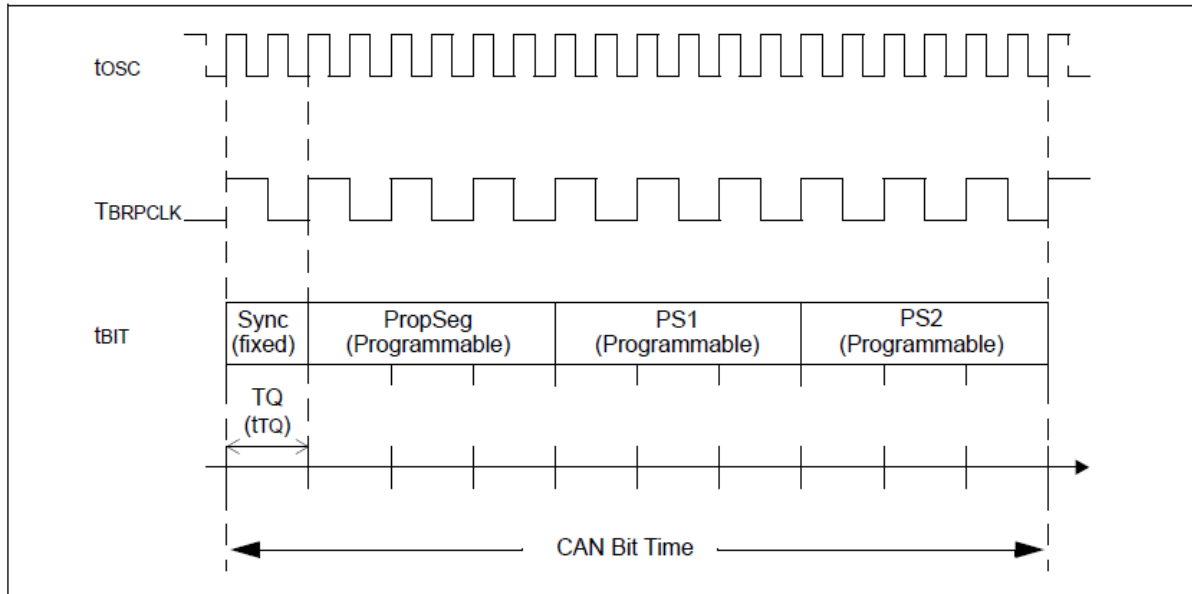 tOSC
TBRPCLK
tBIT
Sync
(fixed)
PropSeg
(Programmable)
PS1
(Programmable)
PS2
(Programmable)
TQ
(tTQ)
CAN Bit Time